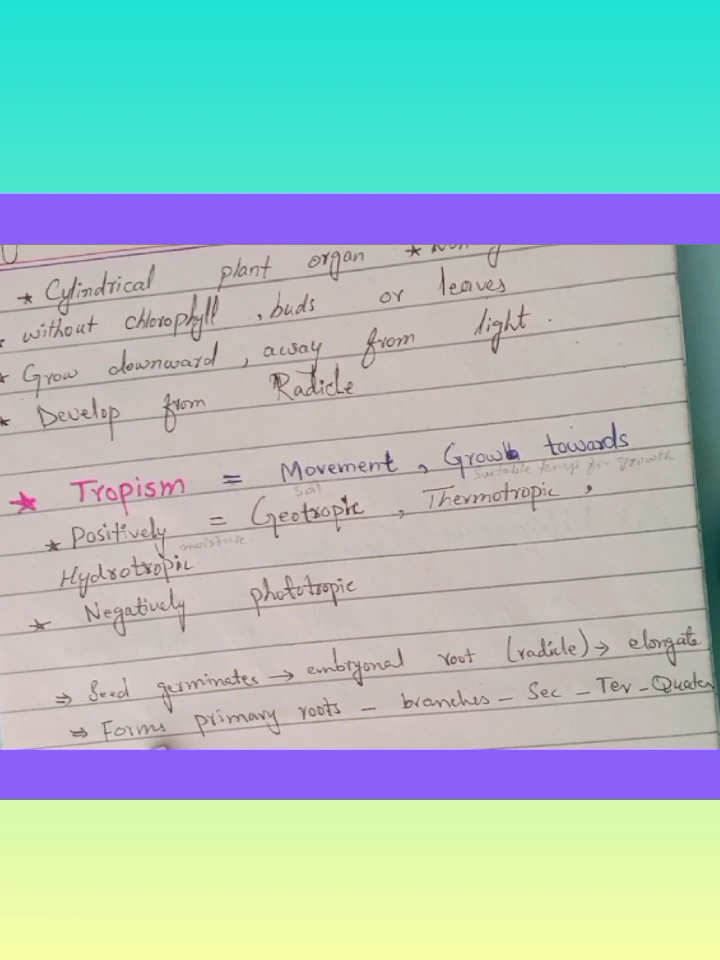 * Cylindrical plant organ *
* without chlorophyll , buds or leaves
* Grow downward , away from light .
* Develop from Radicle
* Tropism = Movement , Growth towards
soil suitable temp for growth
* Positively = Geotropic , Thermotropic ,
moisture
Hydrotropic
* Negatively phototropic
⇒ Seed germinates → embryonal root (radicle) → elongate
⇒ Forms primary roots - branches - Sec - Ter - Quater